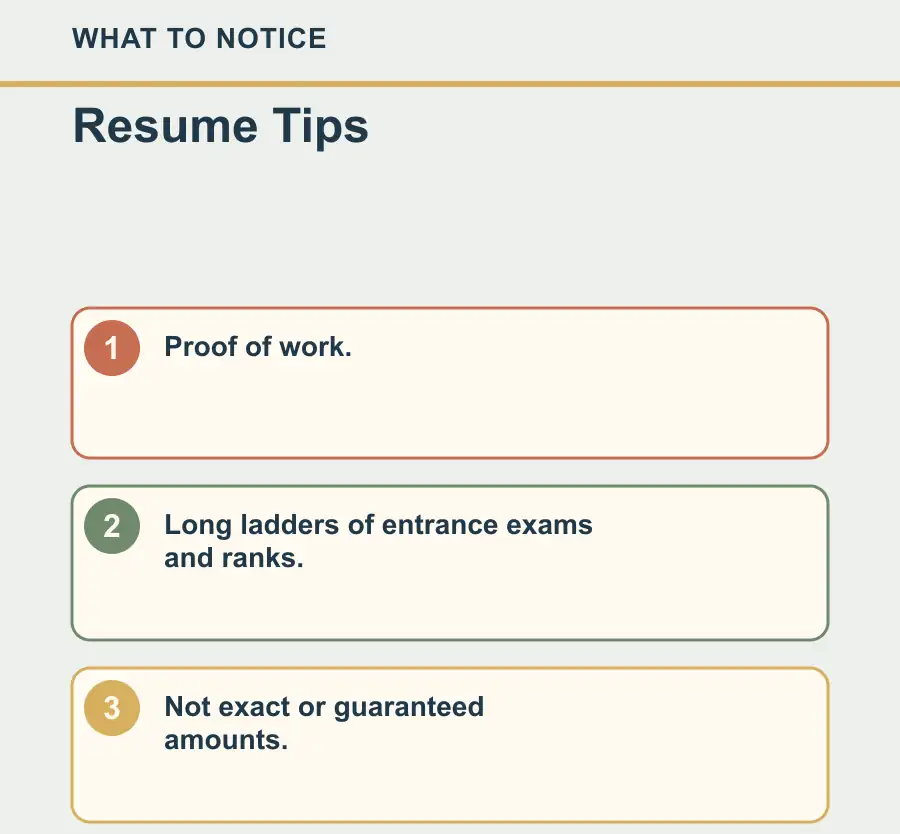 WHAT TO NOTICE
Resume Tips
1
Proof of work.
2
Long ladders of entrance exams
and ranks.
3
Not exact or guaranteed
amounts.